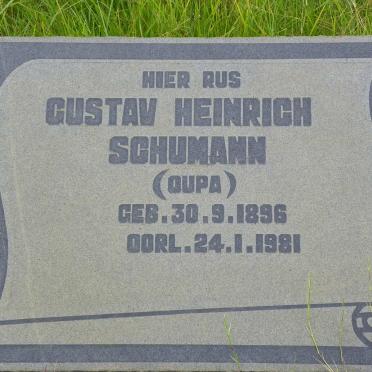 HIER RUS
GUSTAV HEINRICH
SCHUMANN
(OUPA)
GEB. 30. 9. 1896
OORL. 24. 1. 1981